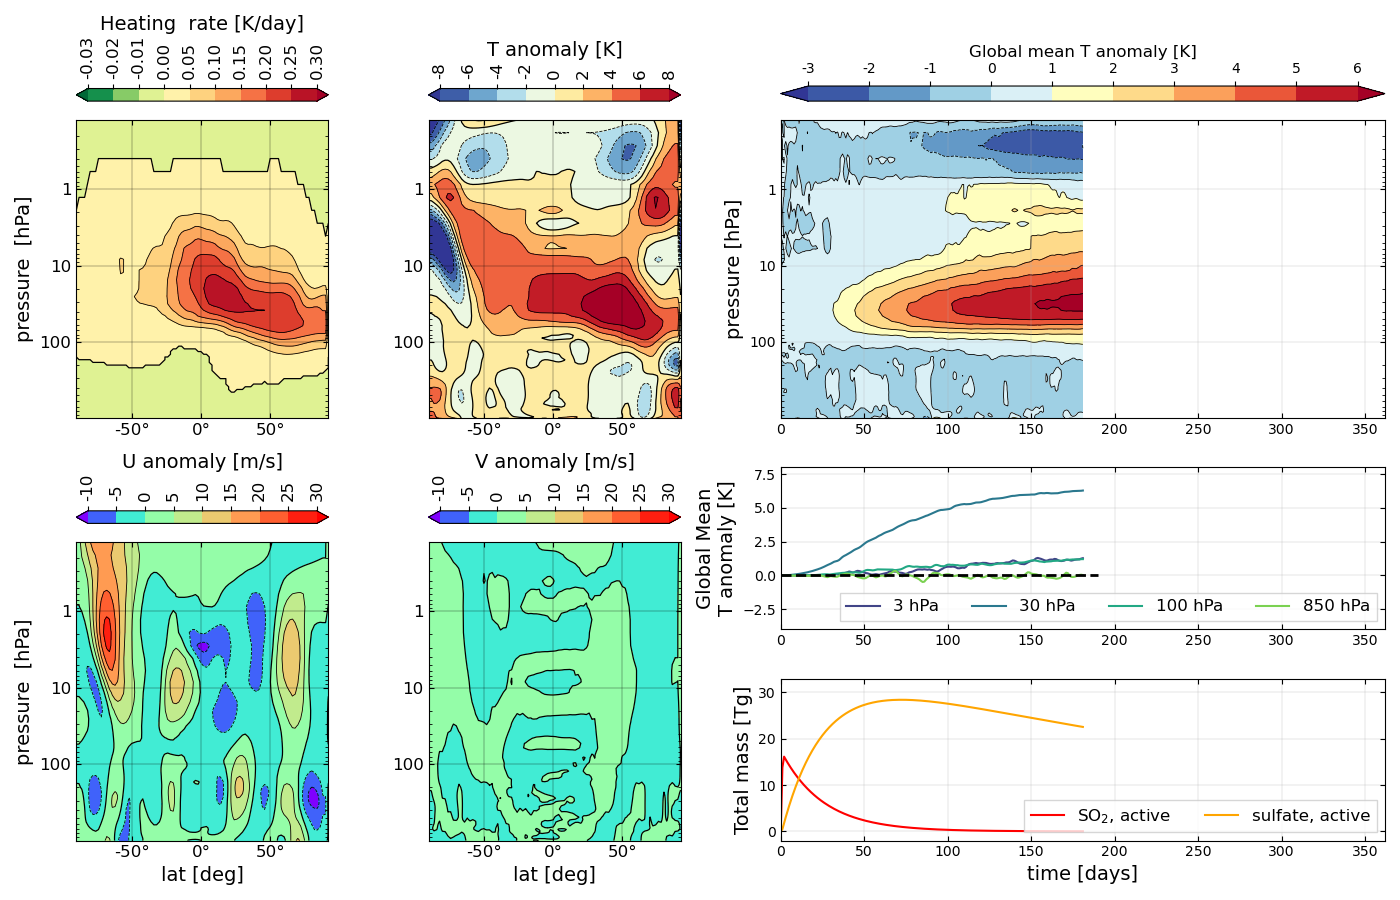 Heating  rate [K/day]
-0.03 -0.02 -0.01 0.00 0.05 0.10 0.15 0.20 0.25 0.30
pressure  [hPa]
1
10
100
-50° 0° 50°
T anomaly [K]
-8 -6 -4 -2 0 2 4 6 8
1
10
100
-50° 0° 50°
Global mean T anomaly [K]
-3 -2 -1 0 1 2 3 4 5 6
pressure  [hPa]
1
10
100
0 50 100 150 200 250 300 350
U anomaly [m/s]
-10 -5 0 5 10 15 20 25 30
pressure  [hPa]
1
10
100
-50° 0° 50°
lat [deg]
V anomaly [m/s]
-10 -5 0 5 10 15 20 25 30
1
10
100
-50° 0° 50°
lat [deg]
Global Mean
T anomaly [K]
7.5
5.0
2.5
0.0
−2.5
3 hPa 30 hPa 100 hPa 850 hPa
0 50 100 150 200 250 300 350
Total mass [Tg]
30
20
10
0
SO₂, active sulfate, active
0 50 100 150 200 250 300 350
time [days]